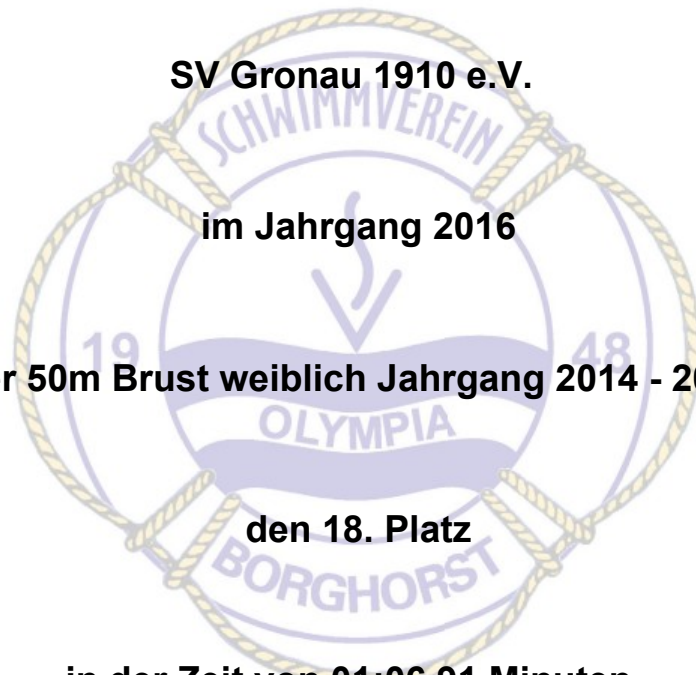 SV Gronau 1910 e.V.
SCHWIMMVEREIN
im Jahrgang 2016
19 48
r 50m Brust weiblich Jahrgang 2014 - 20
OLYMPIA
den 18. Platz
BORGHORST
in der Zeit von 01:06,91 Minuten